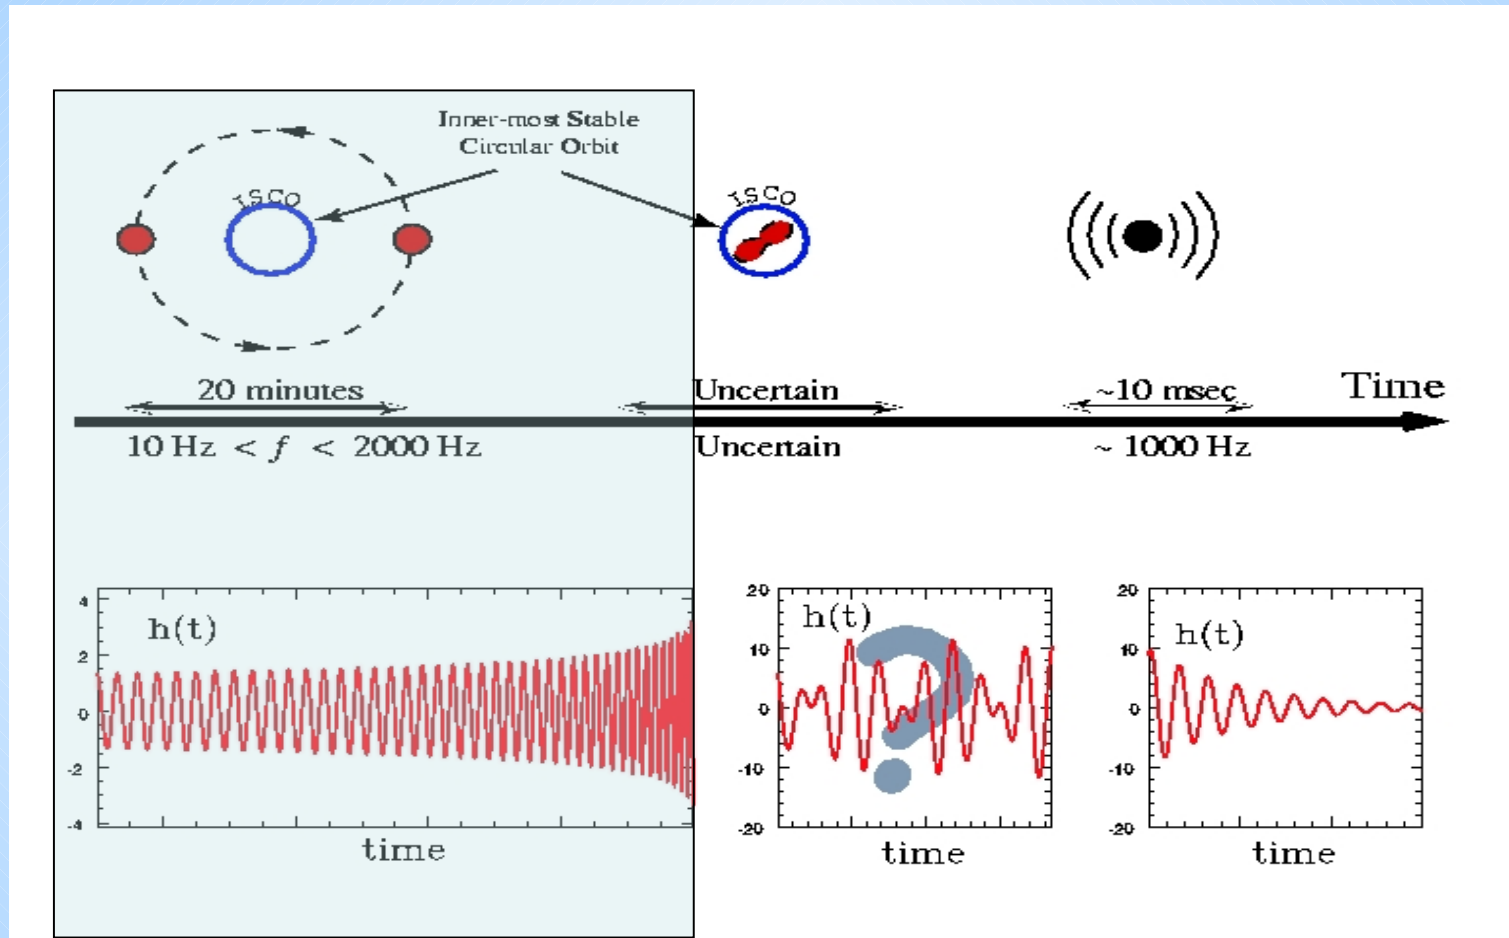 Inner-most Stable
Circular Orbit
ISCO
ISCO
20 minutes
Uncertain
~10 msec
Time
10 Hz < f < 2000 Hz
Uncertain
~ 1000 Hz
h(t)
4
2
0
-2
-4
time
h(t)
20
10
0
-10
-20
?
time
h(t)
20
10
0
-10
-20
time